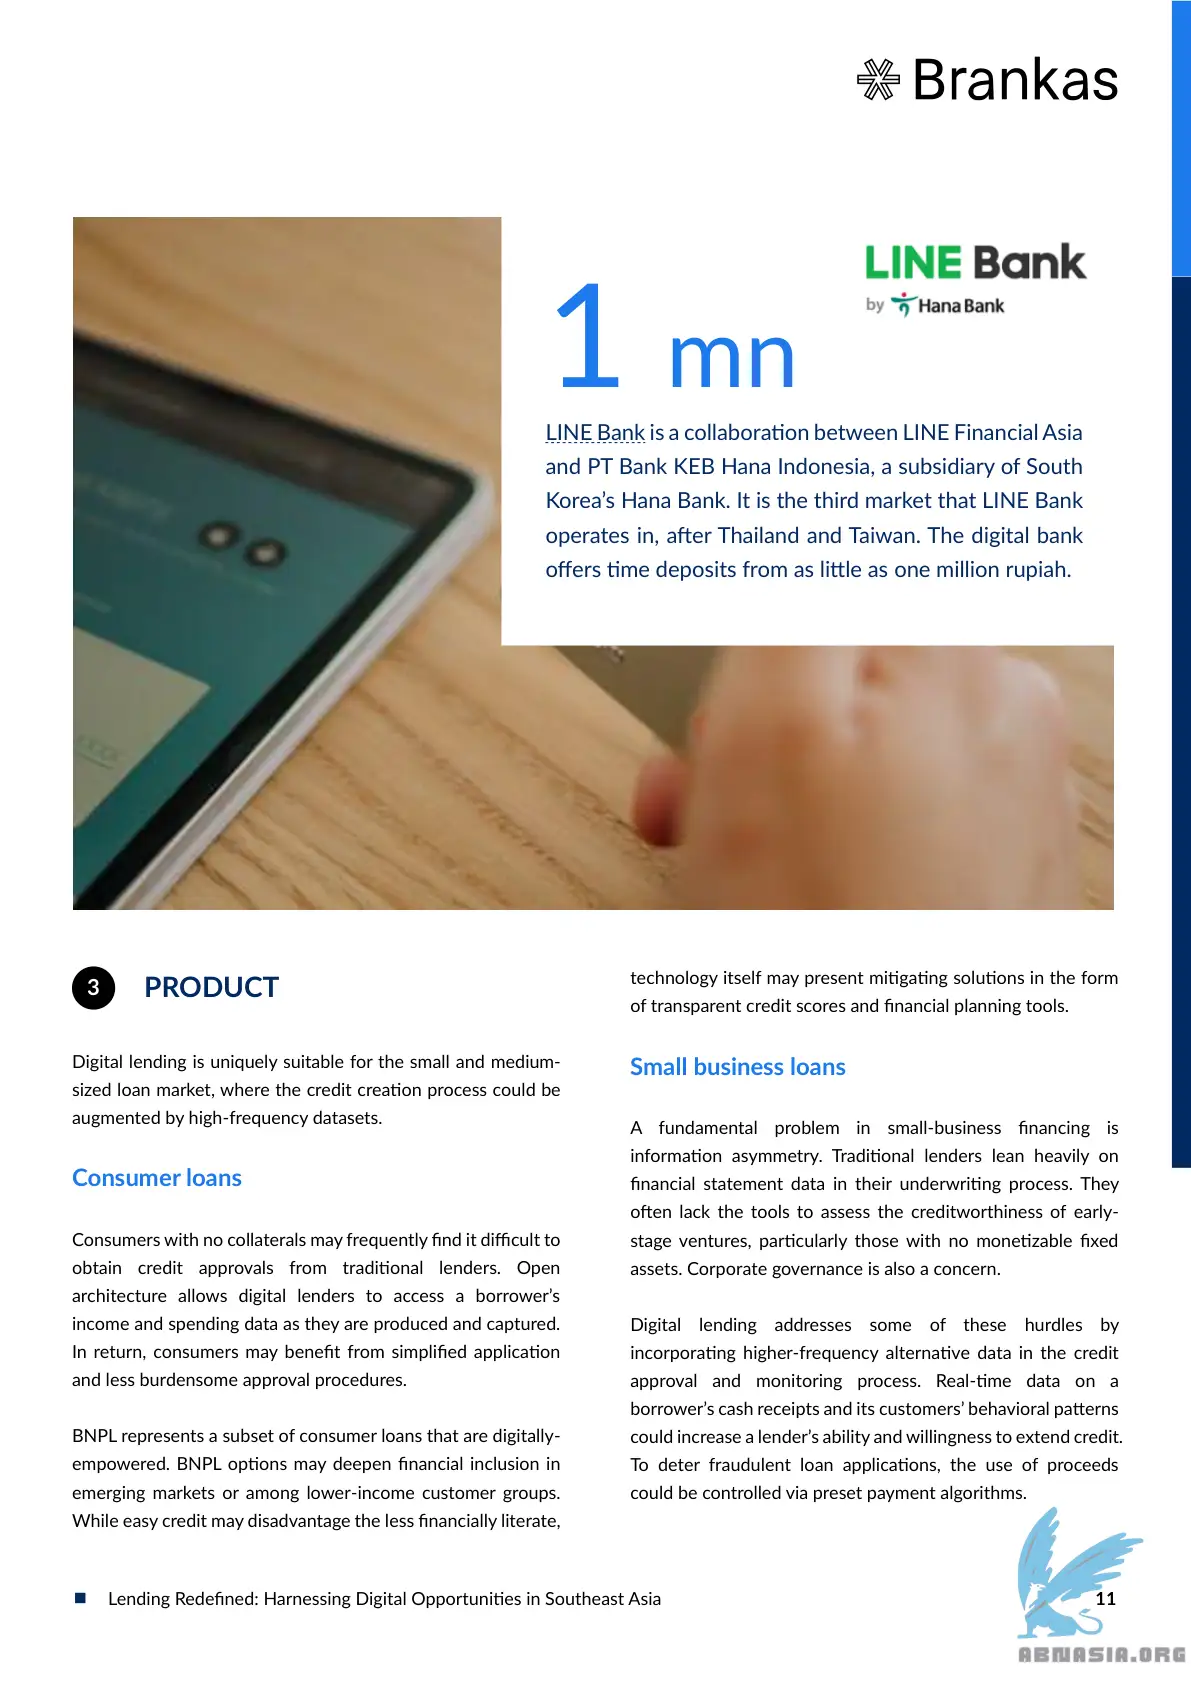 Brankas
LINE Bank
by Hana Bank
1 mn
LINE Bank is a collaboration between LINE Financial Asia
and PT Bank KEB Hana Indonesia, a subsidiary of South
Korea’s Hana Bank. It is the third market that LINE Bank
operates in, after Thailand and Taiwan. The digital bank
offers time deposits from as little as one million rupiah.
3 PRODUCT
Digital lending is uniquely suitable for the small and medium-
sized loan market, where the credit creation process could be
augmented by high-frequency datasets.
Consumer loans
Consumers with no collaterals may frequently find it difficult to
obtain credit approvals from traditional lenders. Open
architecture allows digital lenders to access a borrower’s
income and spending data as they are produced and captured.
In return, consumers may benefit from simplified application
and less burdensome approval procedures.
BNPL represents a subset of consumer loans that are digitally-
empowered. BNPL options may deepen financial inclusion in
emerging markets or among lower-income customer groups.
While easy credit may disadvantage the less financially literate,
technology itself may present mitigating solutions in the form
of transparent credit scores and financial planning tools.
Small business loans
A fundamental problem in small-business financing is
information asymmetry. Traditional lenders lean heavily on
financial statement data in their underwriting process. They
often lack the tools to assess the creditworthiness of early-
stage ventures, particularly those with no monetizable fixed
assets. Corporate governance is also a concern.
Digital lending addresses some of these hurdles by
incorporating higher-frequency alternative data in the credit
approval and monitoring process. Real-time data on a
borrower’s cash receipts and its customers’ behavioral patterns
could increase a lender’s ability and willingness to extend credit.
To deter fraudulent loan applications, the use of proceeds
could be controlled via preset payment algorithms.
Lending Redefined: Harnessing Digital Opportunities in Southeast Asia
11
ABNASIA.ORG